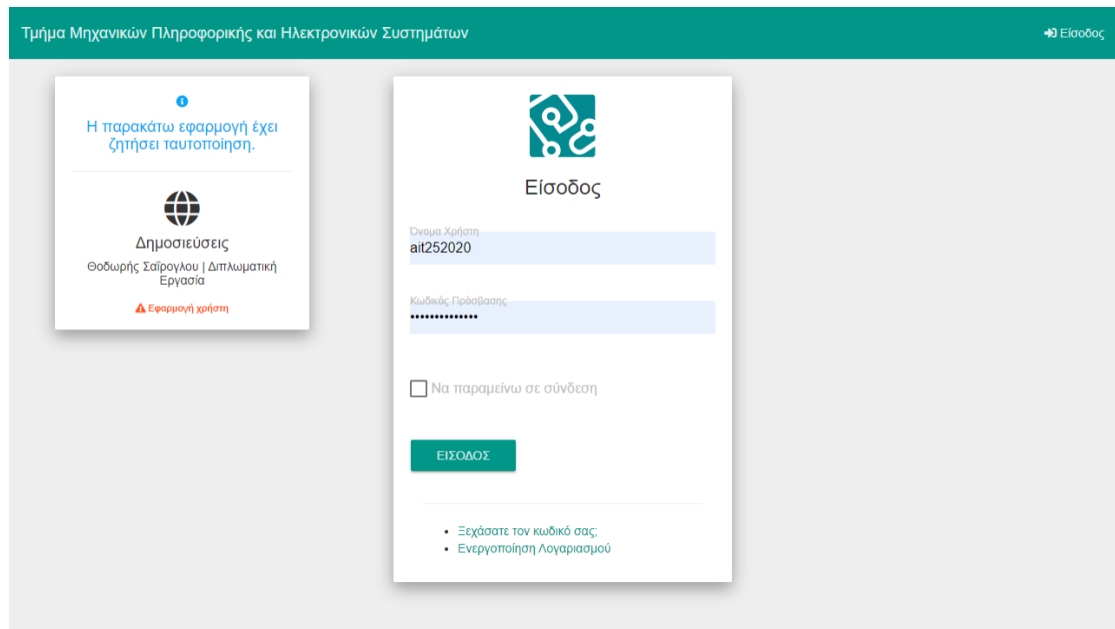 Τμήμα Μηχανικών Πληροφορικής και Ηλεκτρονικών Συστημάτων
Είσοδος
Η παρακάτω εφαρμογή έχει
ζητήσει ταυτοποίηση.
Δημοσιεύσεις
Θοδωρής Σαΐρογλου | Διπλωματική
Εργασία
Εφαρμογή χρήστη
Είσοδος
Όνομα Χρήστη
ait252020
Κωδικός Πρόσβασης
••••••••••••••
Να παραμείνω σε σύνδεση
ΕΙΣΟΔΟΣ
• Ξεχάσατε τον κωδικό σας;
• Ενεργοποίηση Λογαριασμού